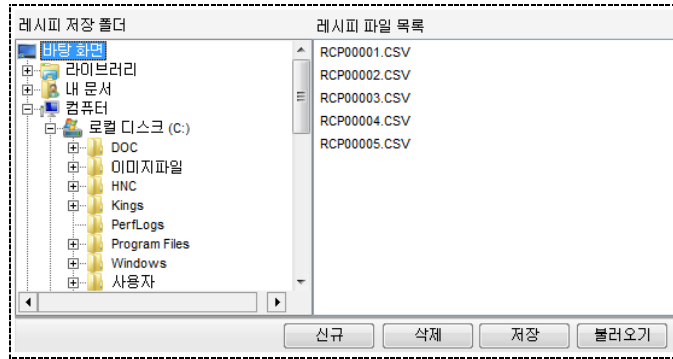 레시피 저장 폴더
바탕 화면
라이브러리
내 문서
컴퓨터
로컬 디스크 (C:)
DOC
이미지파일
HNC
Kings
PerfLogs
Program Files
Windows
사용자
레시피 파일 목록
RCP00001.CSV
RCP00002.CSV
RCP00003.CSV
RCP00004.CSV
RCP00005.CSV
신규 삭제 저장 불러오기